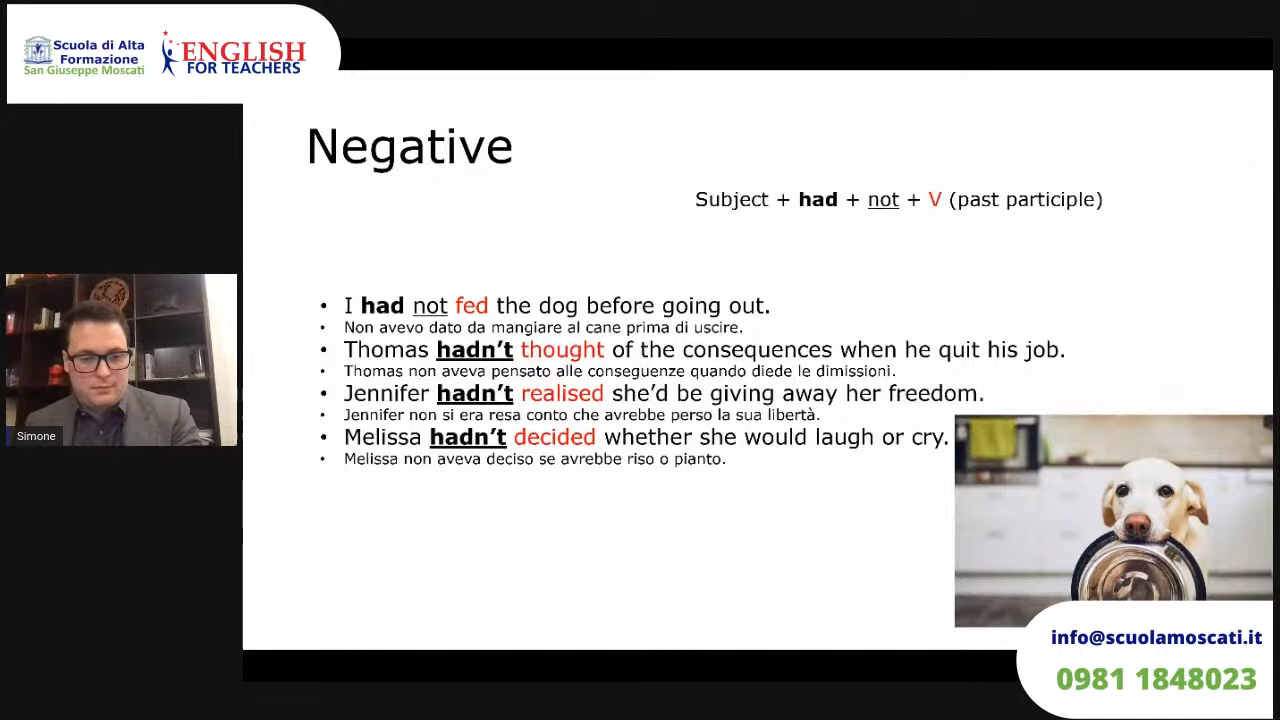 Scuola di Alta
Formazione
San Giuseppe Moscati
ENGLISH
FOR TEACHERS
Negative
Subject + had + not + V (past participle)
• I had not fed the dog before going out.
• Non avevo dato da mangiare al cane prima di uscire.
• Thomas hadn’t thought of the consequences when he quit his job.
• Thomas non aveva pensato alle conseguenze quando diede le dimissioni.
• Jennifer hadn’t realised she’d be giving away her freedom.
• Jennifer non si era resa conto che avrebbe perso la sua libertà.
• Melissa hadn’t decided whether she would laugh or cry.
• Melissa non aveva deciso se avrebbe riso o pianto.
Simone
info@scuolamoscati.it
0981 1848023